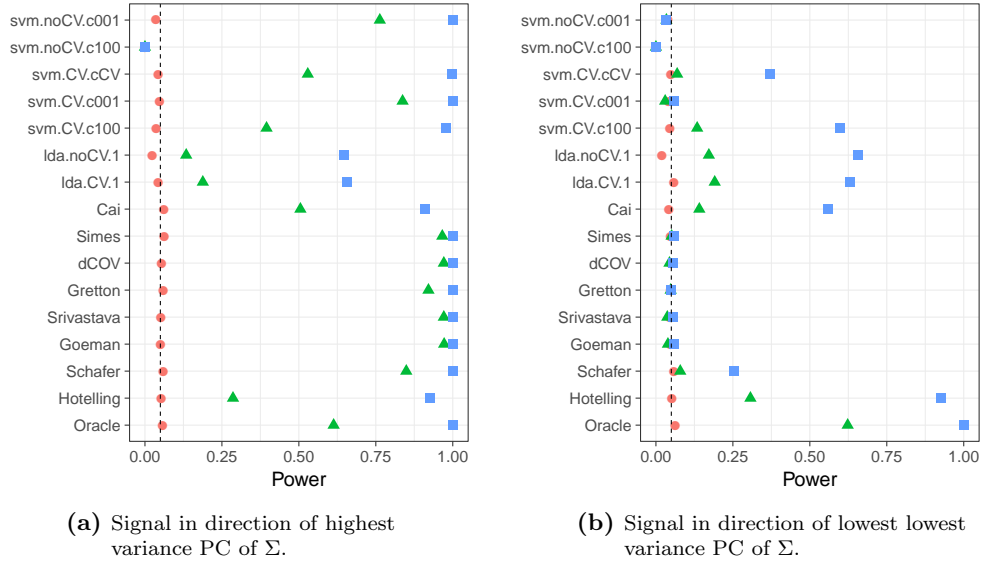 svm.noCV.c001
svm.noCV.c100
svm.CV.cCV
svm.CV.c001
svm.CV.c100
lda.noCV.1
lda.CV.1
Cai
Simes
dCOV
Gretton
Srivastava
Goeman
Schafer
Hotelling
Oracle
0.00 0.25 0.50 0.75 1.00
Power
(a) Signal in direction of highest
variance PC of Σ.
svm.noCV.c001
svm.noCV.c100
svm.CV.cCV
svm.CV.c001
svm.CV.c100
lda.noCV.1
lda.CV.1
Cai
Simes
dCOV
Gretton
Srivastava
Goeman
Schafer
Hotelling
Oracle
0.00 0.25 0.50 0.75 1.00
Power
(b) Signal in direction of lowest lowest
variance PC of Σ.